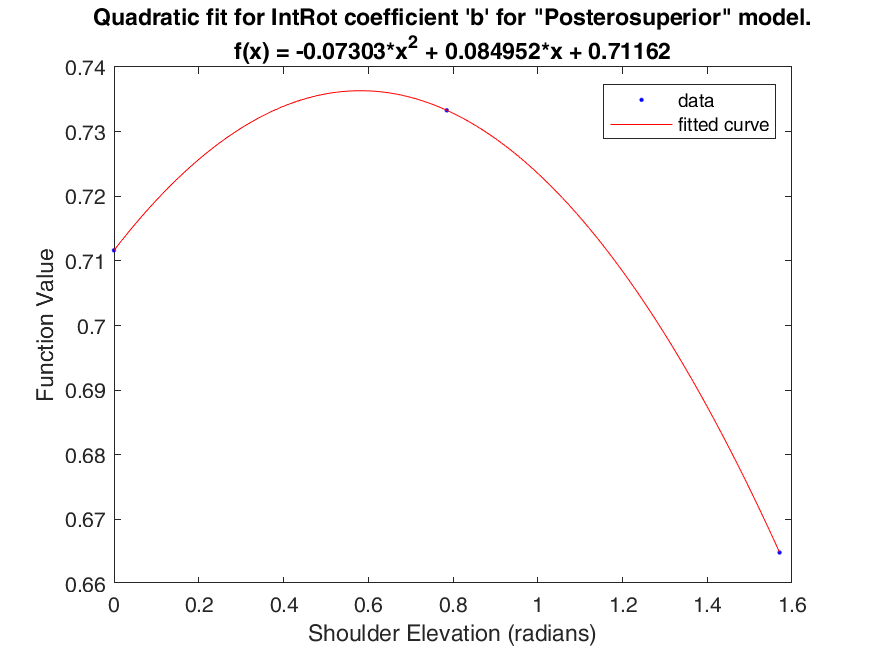 Quadratic fit for IntRot coefficient 'b' for "Posterosuperior" model.
f(x) = -0.07303*x² + 0.084952*x + 0.71162
0.74
0.73
0.72
0.71
0.7
0.69
0.68
0.67
0.66
Function Value
data
fitted curve
0 0.2 0.4 0.6 0.8 1 1.2 1.4 1.6
Shoulder Elevation (radians)